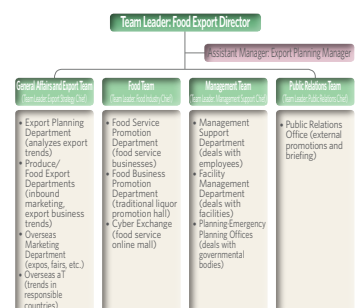 Team Leader: Food Export Director
Assistant Manager: Export Planning Manager
General Affairs and Export Team
(Team Leader: Export Strategy Chief)
• Export Planning
Department
(analyzes export
trends)
• Produce/
Food Export
Departments
(inbound
marketing,
export business
trends)
• Overseas
Marketing
Department
(expos, fairs, etc.)
• Overseas aT
(trends in
responsible
countries)
Food Team
(Team Leader: Food Industry Chief)
• Food Service
Promotion
Department
(food service
businesses)
• Food Business
Promotion
Department
(traditional liquor
promotion hall)
• Cyber Exchange
(food service
online mall)
Management Team
(Team Leader: Management Support Chief)
• Management
Support
Department
(deals with
employees)
• Facility
Management
Department
(deals with
facilities)
• Planning·Emergency
Planning Offices
(deals with
governmental
bodies)
Public Relations Team
(Team Leader: Public Relations Chief)
• Public Relations
Office (external
promotions and
briefing)